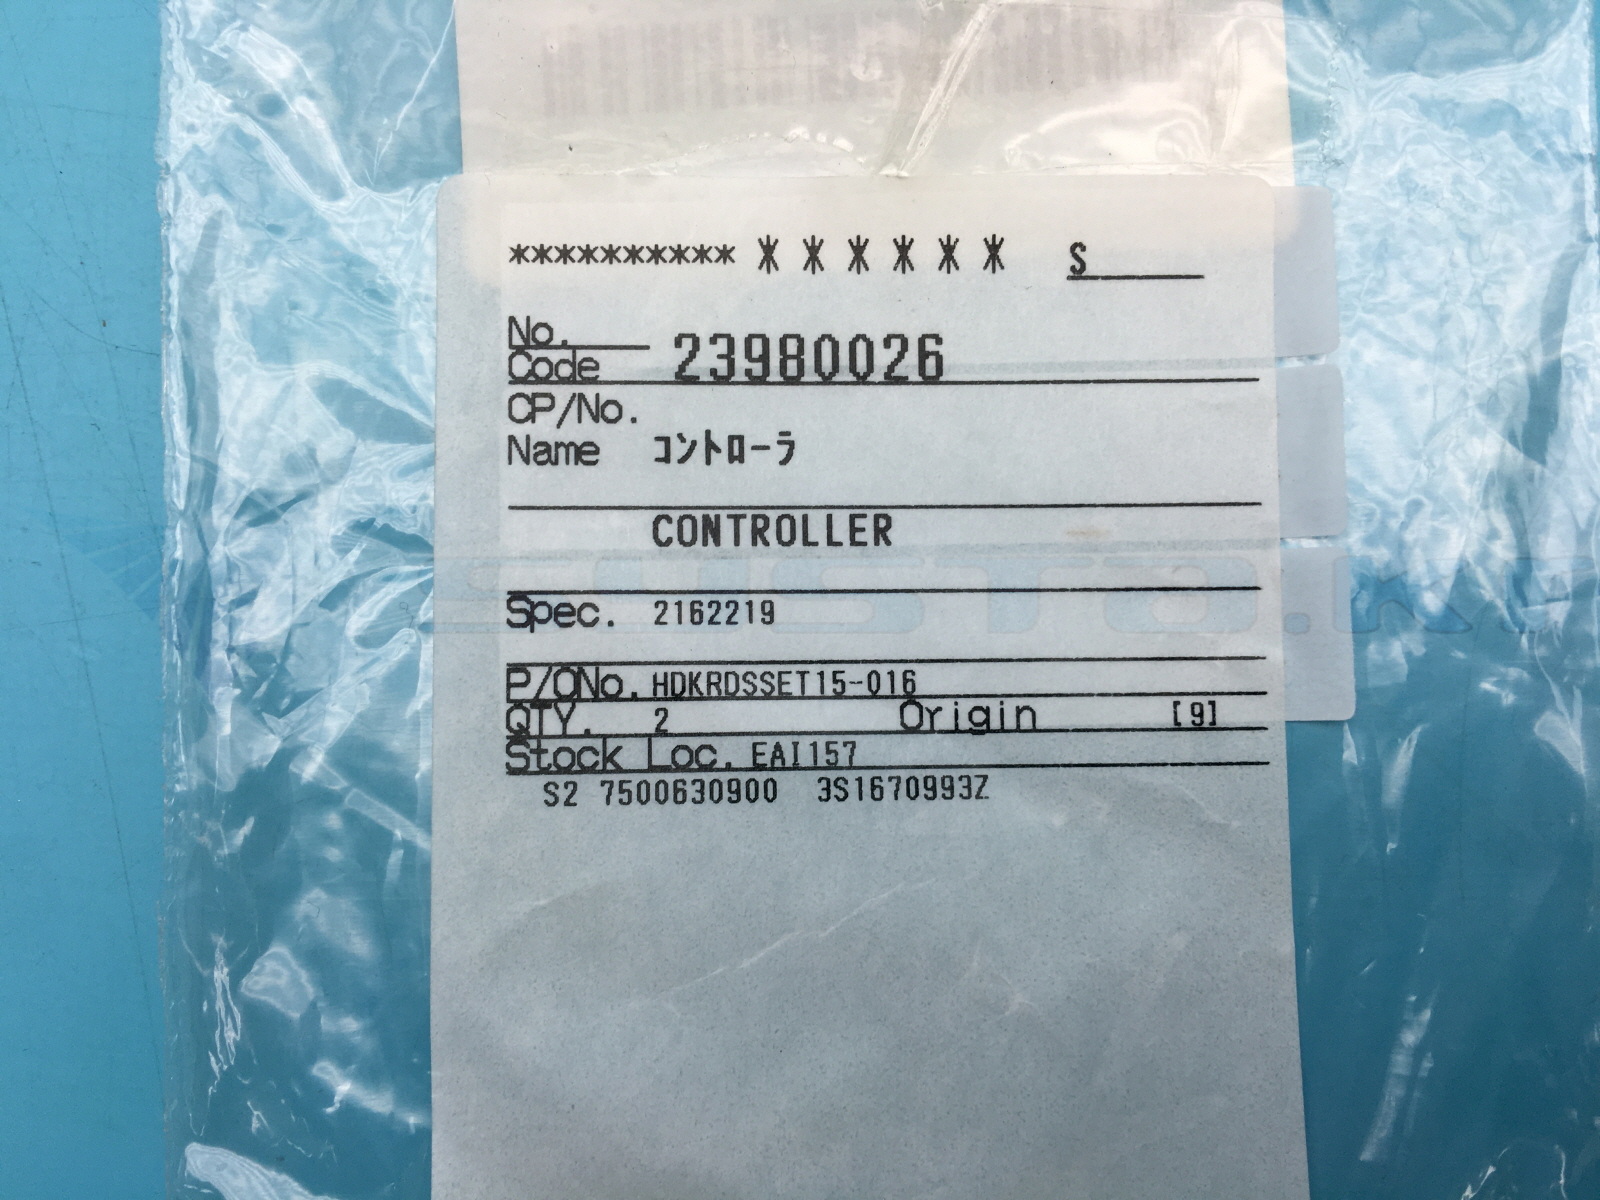 ********** ****** S
No.
Code 23980026
CP/No.
Name コントローラ
CONTROLLER
Spec. 2162219
P/ONo. HDKRDSSET15-016
QTY. 2 Origin [9]
Stock Loc. EAI157
S2 7500630900 3S1670993Z